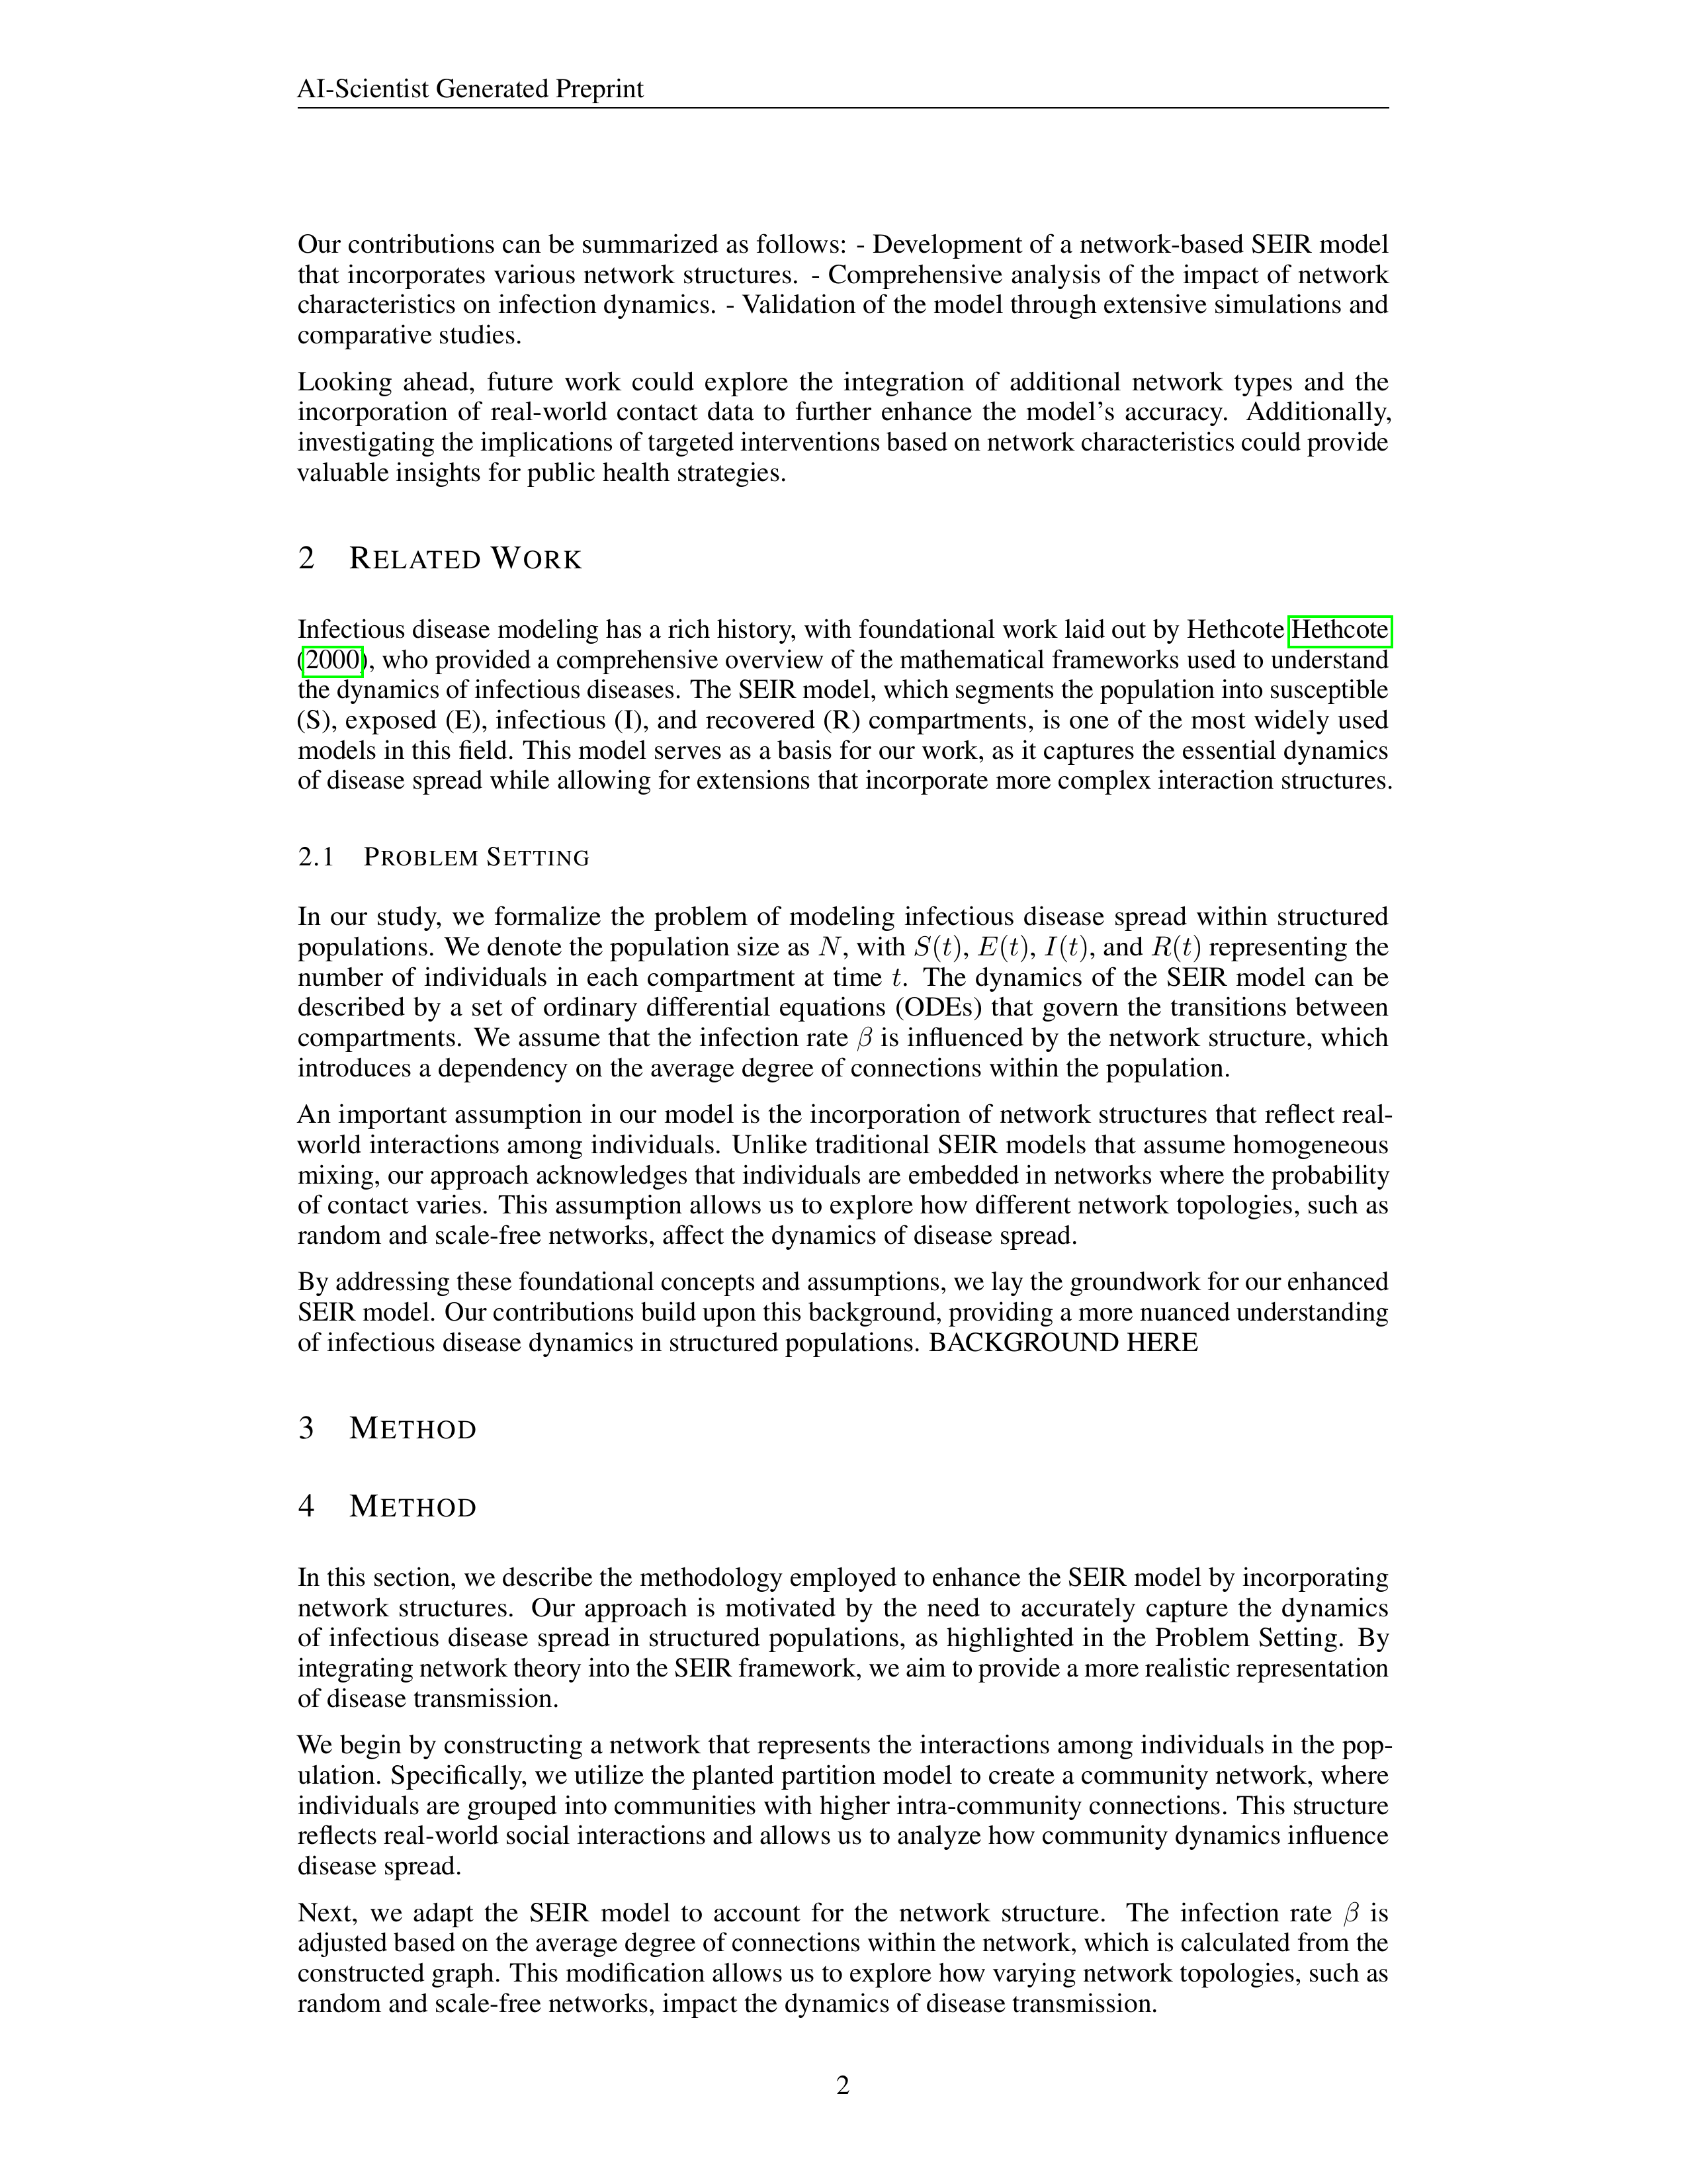 AI-Scientist Generated Preprint
Our contributions can be summarized as follows: - Development of a network-based SEIR model
that incorporates various network structures. - Comprehensive analysis of the impact of network
characteristics on infection dynamics. - Validation of the model through extensive simulations and
comparative studies.
Looking ahead, future work could explore the integration of additional network types and the
incorporation of real-world contact data to further enhance the model's accuracy. Additionally,
investigating the implications of targeted interventions based on network characteristics could provide
valuable insights for public health strategies.
2 RELATED WORK
Infectious disease modeling has a rich history, with foundational work laid out by Hethcote Hethcote
(2000), who provided a comprehensive overview of the mathematical frameworks used to understand
the dynamics of infectious diseases. The SEIR model, which segments the population into susceptible
(S), exposed (E), infectious (I), and recovered (R) compartments, is one of the most widely used
models in this field. This model serves as a basis for our work, as it captures the essential dynamics
of disease spread while allowing for extensions that incorporate more complex interaction structures.
2.1 PROBLEM SETTING
In our study, we formalize the problem of modeling infectious disease spread within structured
populations. We denote the population size as N, with S(t), E(t), I(t), and R(t) representing the
number of individuals in each compartment at time t. The dynamics of the SEIR model can be
described by a set of ordinary differential equations (ODEs) that govern the transitions between
compartments. We assume that the infection rate β is influenced by the network structure, which
introduces a dependency on the average degree of connections within the population.
An important assumption in our model is the incorporation of network structures that reflect real-
world interactions among individuals. Unlike traditional SEIR models that assume homogeneous
mixing, our approach acknowledges that individuals are embedded in networks where the probability
of contact varies. This assumption allows us to explore how different network topologies, such as
random and scale-free networks, affect the dynamics of disease spread.
By addressing these foundational concepts and assumptions, we lay the groundwork for our enhanced
SEIR model. Our contributions build upon this background, providing a more nuanced understanding
of infectious disease dynamics in structured populations. BACKGROUND HERE
3 METHOD
4 METHOD
In this section, we describe the methodology employed to enhance the SEIR model by incorporating
network structures. Our approach is motivated by the need to accurately capture the dynamics
of infectious disease spread in structured populations, as highlighted in the Problem Setting. By
integrating network theory into the SEIR framework, we aim to provide a more realistic representation
of disease transmission.
We begin by constructing a network that represents the interactions among individuals in the pop-
ulation. Specifically, we utilize the planted partition model to create a community network, where
individuals are grouped into communities with higher intra-community connections. This structure
reflects real-world social interactions and allows us to analyze how community dynamics influence
disease spread.
Next, we adapt the SEIR model to account for the network structure. The infection rate β is
adjusted based on the average degree of connections within the network, which is calculated from the
constructed graph. This modification allows us to explore how varying network topologies, such as
random and scale-free networks, impact the dynamics of disease transmission.
2